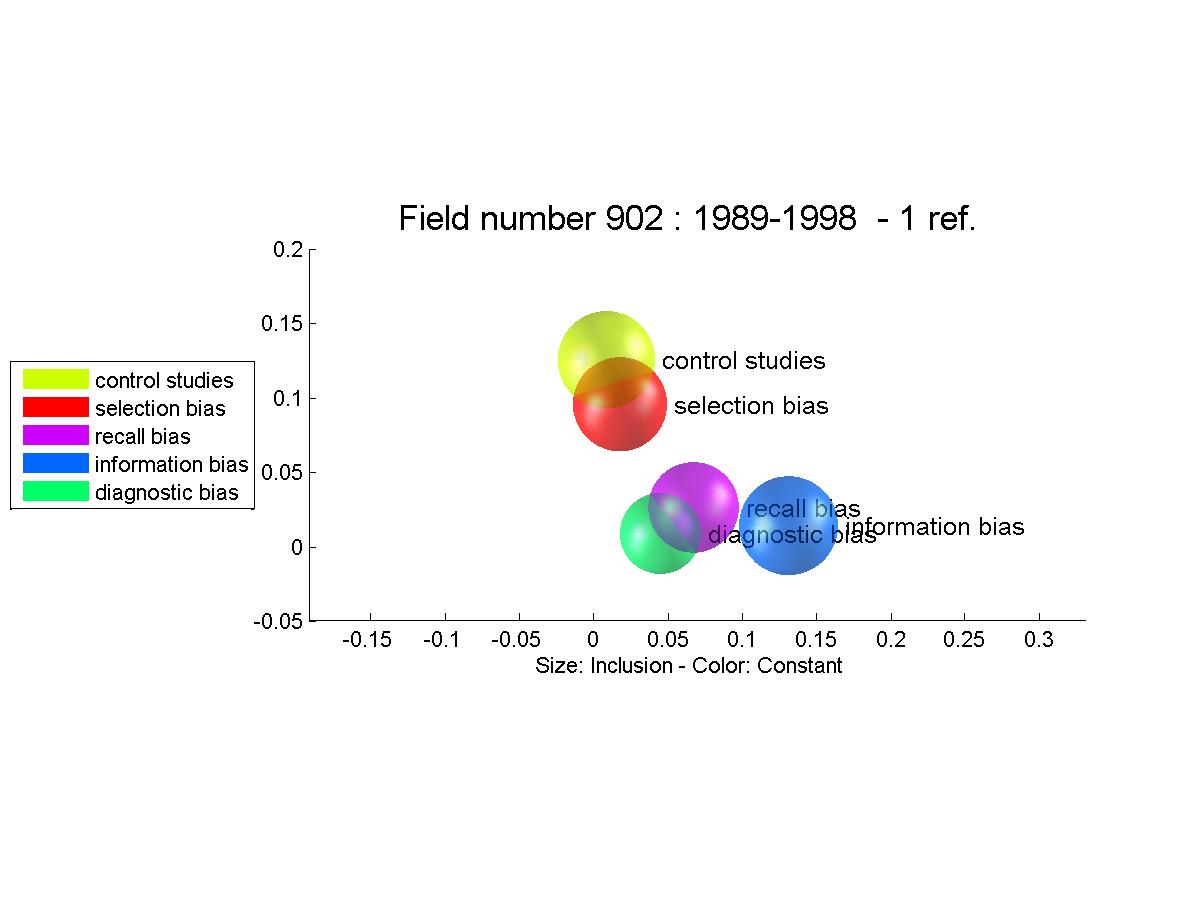 Field number 902 : 1989-1998 - 1 ref.
0.2
0.15
0.1
0.05
0
-0.05
control studies
selection bias
recall bias
information bias
diagnostic bias
control studies
selection bias
recall bias
information bias
diagnostic bias
-0.15 -0.1 -0.05 0 0.05 0.1 0.15 0.2 0.25 0.3
Size: Inclusion - Color: Constant